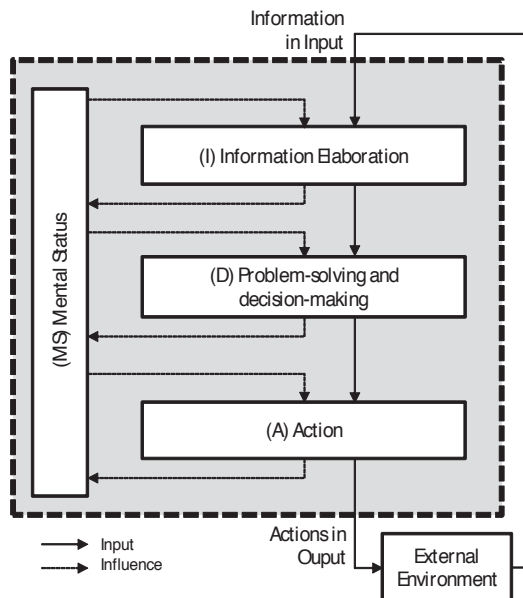 Information
in Input
(MS) Mental Status
(I) Information Elaboration
(D) Problem-solving and
decision-making
(A) Action
Input
Influence
Actions in
Ouput
External
Environment